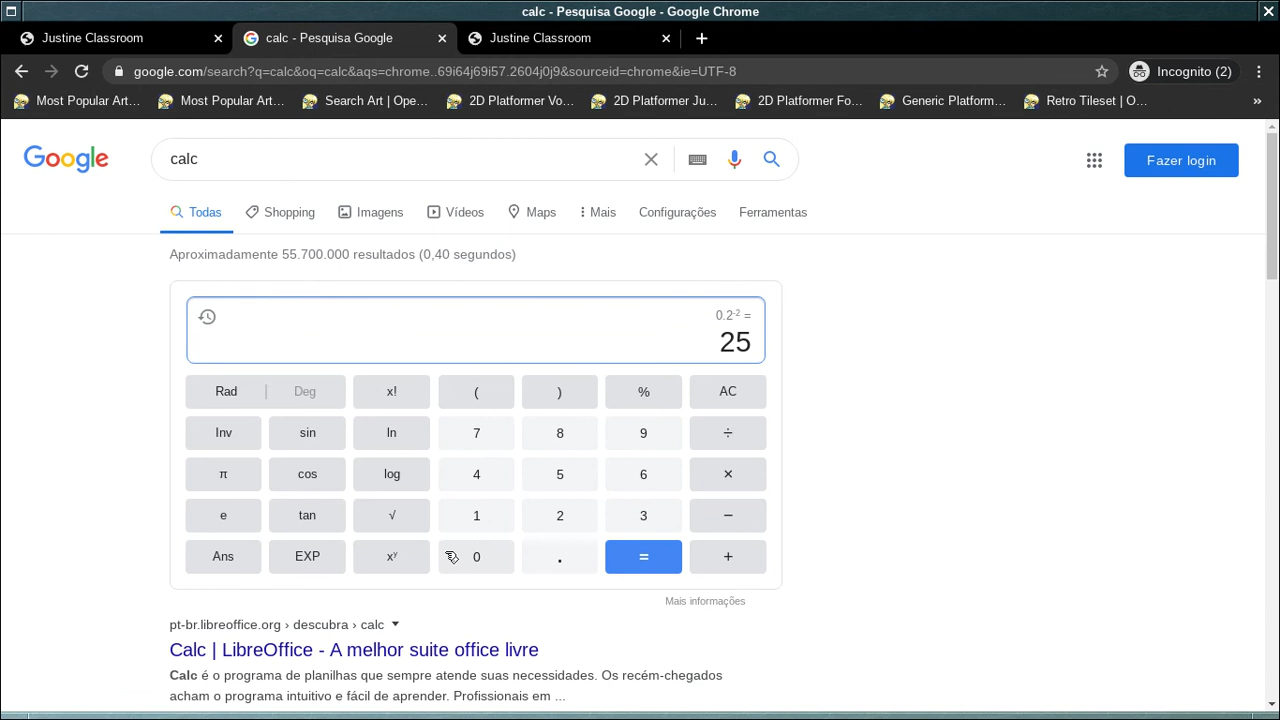 calc - Pesquisa Google - Google Chrome
Justine Classroom
calc - Pesquisa Google
Justine Classroom
google.com/search?q=calc&oq=calc&aqs=chrome..69i64j69i57.2604j0j9&sourceid=chrome&ie=UTF-8
Incognito (2)
Most Popular Art...
Most Popular Art...
Search Art | Ope...
2D Platformer Vo...
2D Platformer Ju...
2D Platformer Fo...
Generic Platform...
Retro Tileset | O...
»
Google
calc
Fazer login
Todas
Shopping
Imagens
Vídeos
Maps
Mais
Configurações
Ferramentas
Aproximadamente 55.700.000 resultados (0,40 segundos)
0.2⁻² =
25
Rad | Deg x! ( ) % AC
Inv sin ln 7 8 9 ÷
π cos log 4 5 6 ×
e tan √ 1 2 3 −
Ans EXP xʸ 0 . = +
Mais informações
pt-br.libreoffice.org › descubra › calc
Calc | LibreOffice - A melhor suite office livre
Calc é o programa de planilhas que sempre atende suas necessidades. Os recém-chegados
acham o programa intuitivo e fácil de aprender. Profissionais em ...